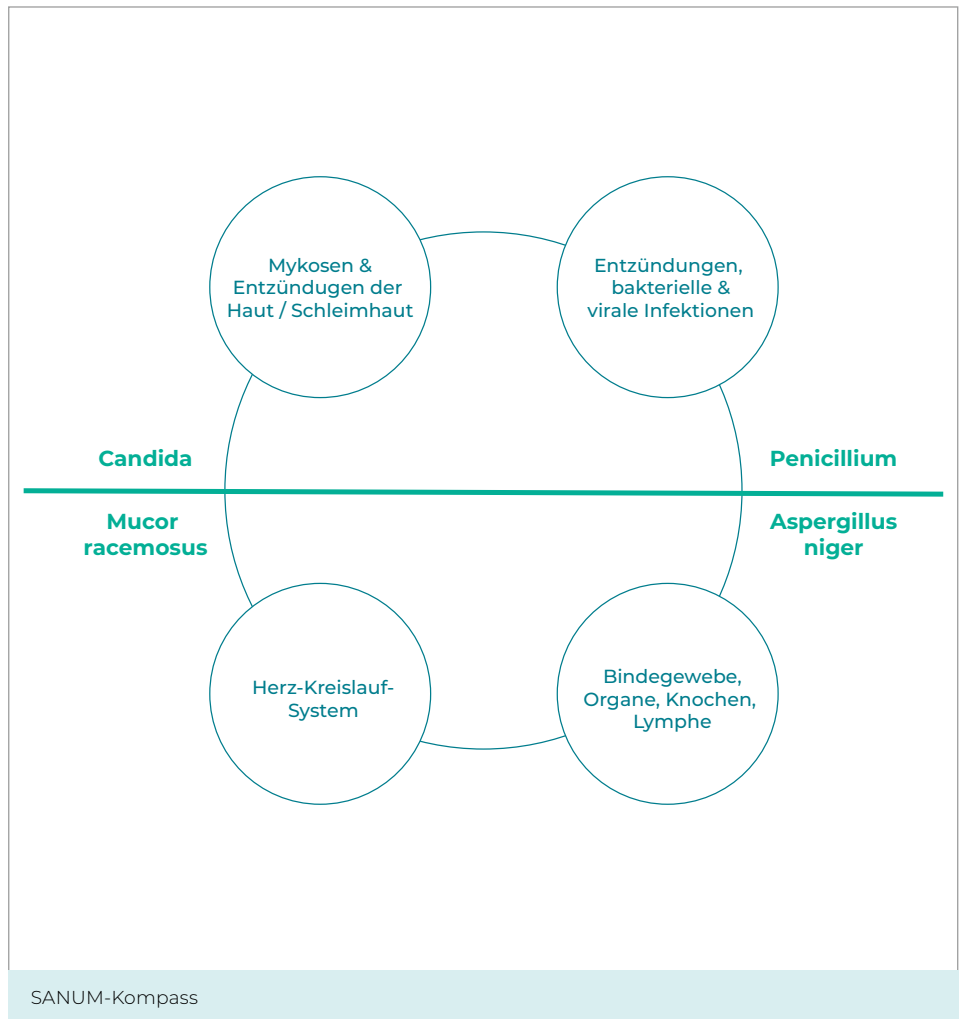 Mykosen &
Entzündugen der
Haut / Schleimhaut
Entzündungen,
bakterielle &
virale Infektionen
Candida
Penicillium
Mucor
racemosus
Aspergillus
niger
Herz-Kreislauf-
System
Bindegewebe,
Organe, Knochen,
Lymphe
SANUM-Kompass